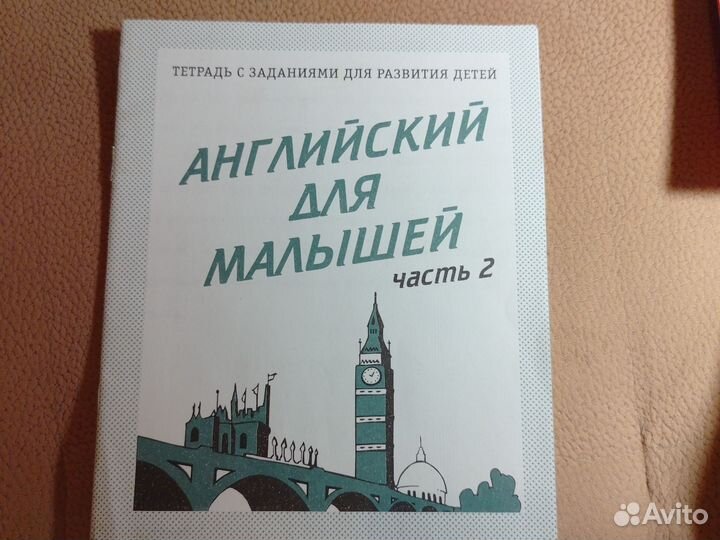 ТЕТРАДЬ С ЗАДАНИЯМИ ДЛЯ РАЗВИТИЯ ДЕТЕЙ
АНГЛИЙСКИЙ
ДЛЯ
МАЛЫШЕЙ
часть 2
Avito